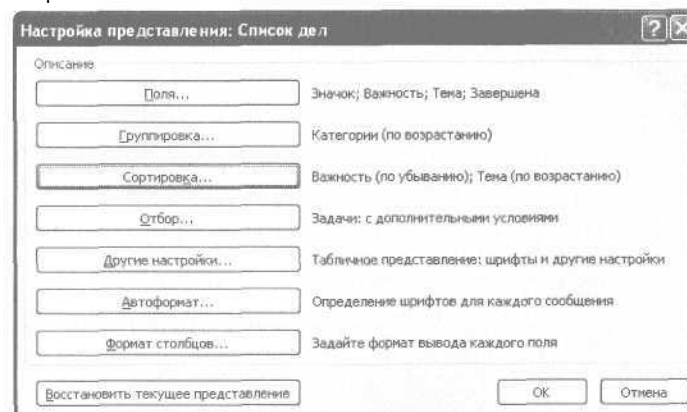 Настройка представления: Список дел
Описание
Поля... Значок; Важность; Тема; Завершена
Группировка... Категории (по возрастанию)
Сортировка... Важность (по убыванию); Тема (по возрастанию)
Отбор... Задачи: с дополнительными условиями
Другие настройки... Табличное представление: шрифты и другие настройки
Автоформат... Определение шрифтов для каждого сообщения
Формат столбцов... Задайте формат вывода каждого поля
Восстановить текущее представление OK Отмена